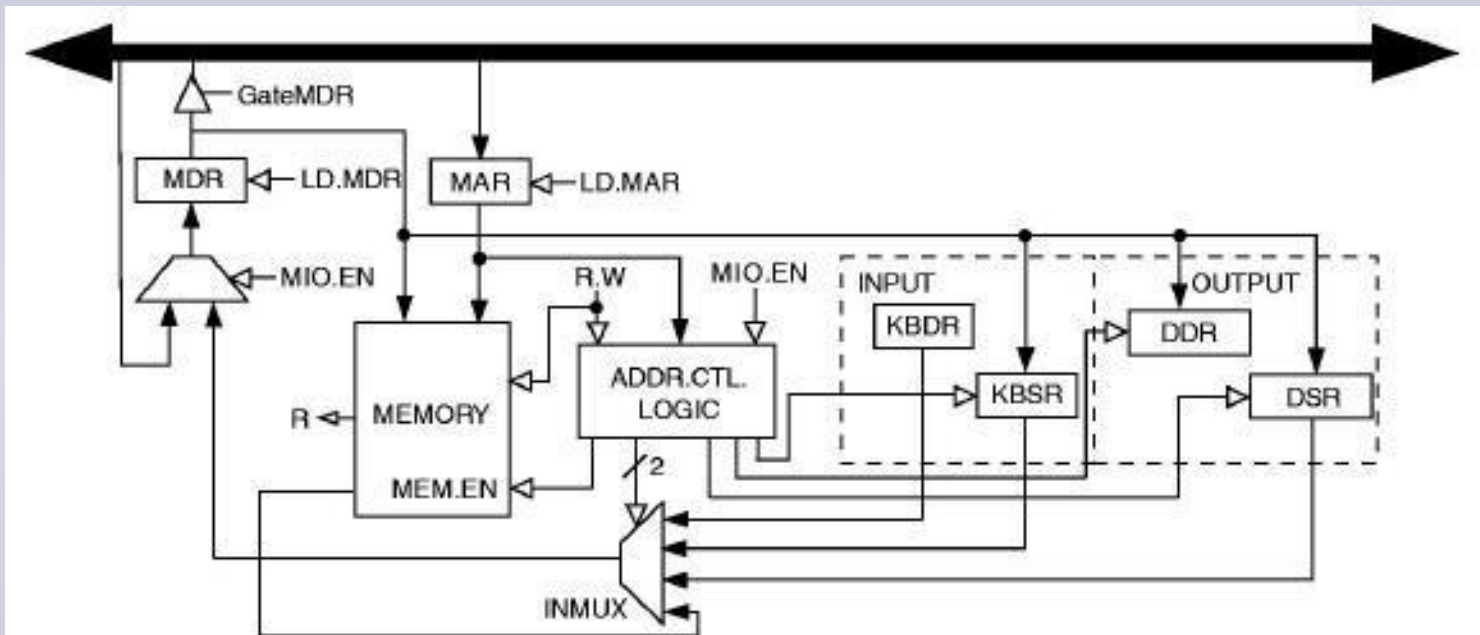 GateMDR
MDR
LD.MDR
MAR
LD.MAR
MIO.EN
R.W
MIO.EN
INPUT
OUTPUT
KBDR
DDR
ADDR.CTL.
LOGIC
KBSR
DSR
R
MEMORY
2
MEM.EN
INMUX